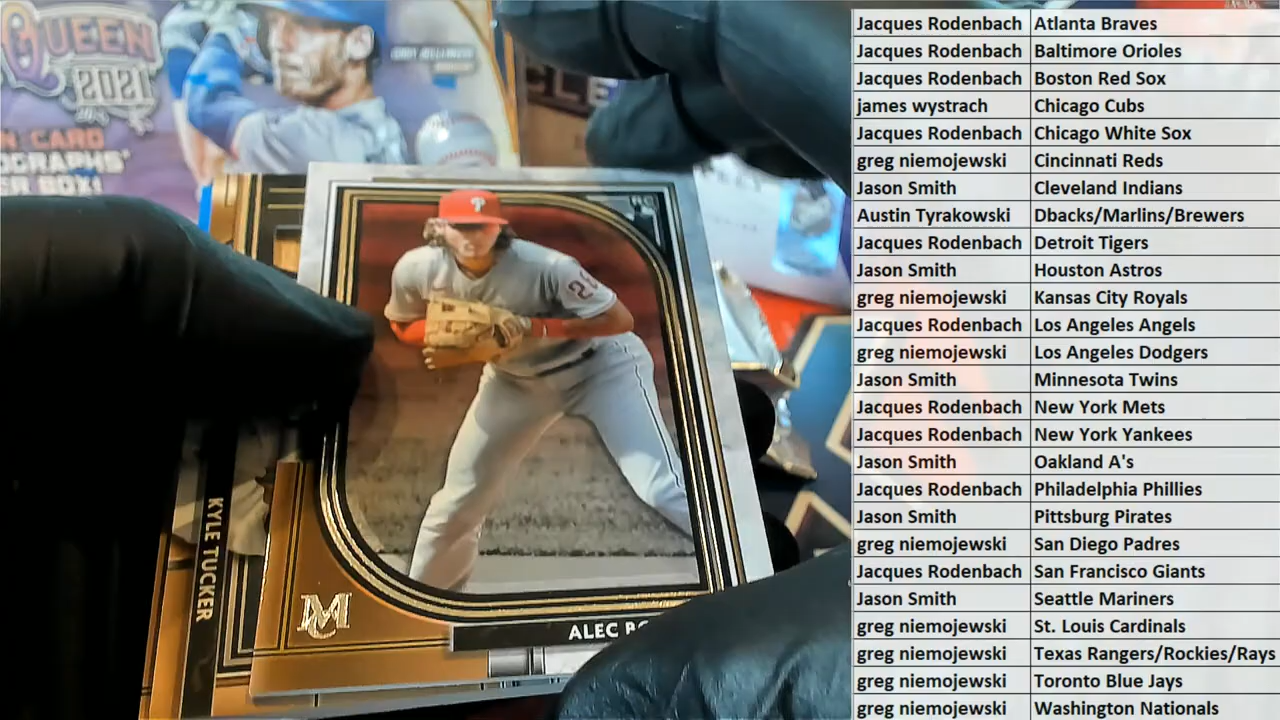 QUEEN
2021
N CARD
OGRAPHS'
ER BOX!
CODY BELLINGER
CLE
P
28
KYLE TUCKER
M
ALEC BO
Jacques Rodenbach Atlanta Braves
Jacques Rodenbach Baltimore Orioles
Jacques Rodenbach Boston Red Sox
james wystrach Chicago Cubs
Jacques Rodenbach Chicago White Sox
greg niemojewski Cincinnati Reds
Jason Smith Cleveland Indians
Austin Tyrakowski Dbacks/Marlins/Brewers
Jacques Rodenbach Detroit Tigers
Jason Smith Houston Astros
greg niemojewski Kansas City Royals
Jacques Rodenbach Los Angeles Angels
greg niemojewski Los Angeles Dodgers
Jason Smith Minnesota Twins
Jacques Rodenbach New York Mets
Jacques Rodenbach New York Yankees
Jason Smith Oakland A's
Jacques Rodenbach Philadelphia Phillies
Jason Smith Pittsburg Pirates
greg niemojewski San Diego Padres
Jacques Rodenbach San Francisco Giants
Jason Smith Seattle Mariners
greg niemojewski St. Louis Cardinals
greg niemojewski Texas Rangers/Rockies/Rays
greg niemojewski Toronto Blue Jays
greg niemojewski Washington Nationals